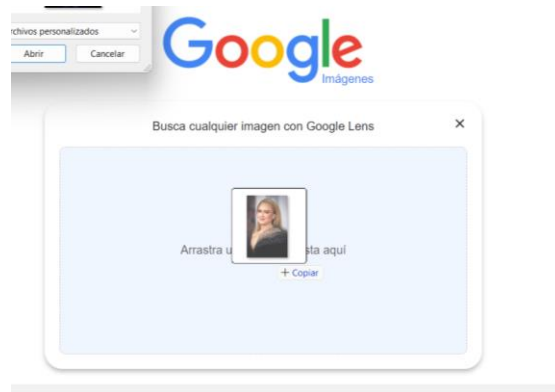 rchivos personalizados
Abrir Cancelar
Google
Imágenes
Busca cualquier imagen con Google Lens
Arrastra u sta aquí
+ Copiar